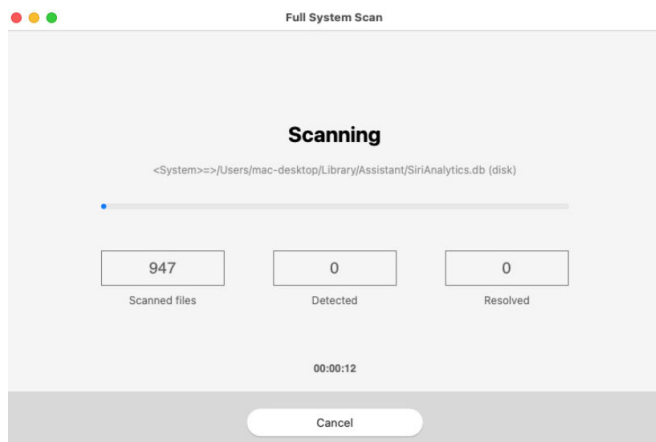 Full System Scan
Scanning
<System>=>/Users/mac-desktop/Library/Assistant/SiriAnalytics.db (disk)
947
0
0
Scanned files
Detected
Resolved
00:00:12
Cancel